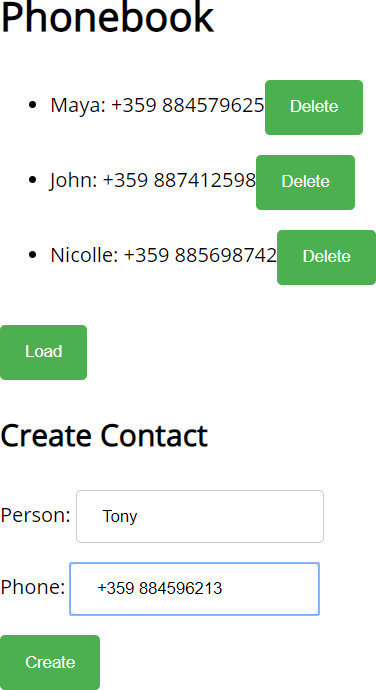 Phonebook
Maya: +359 884579625 Delete
John: +359 887412598 Delete
Nicolle: +359 885698742 Delete
Load
Create Contact
Person: Tony
Phone: +359 884596213
Create